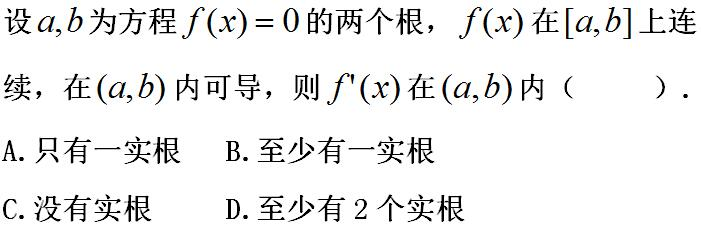 设a,b为方程f(x)=0的两个根，f(x)在[a,b]上连
续，在(a,b)内可导，则f'(x)在(a,b)内（    ）.
A.只有一实根  B.至少有一实根
C.没有实根  D.至少有2个实根